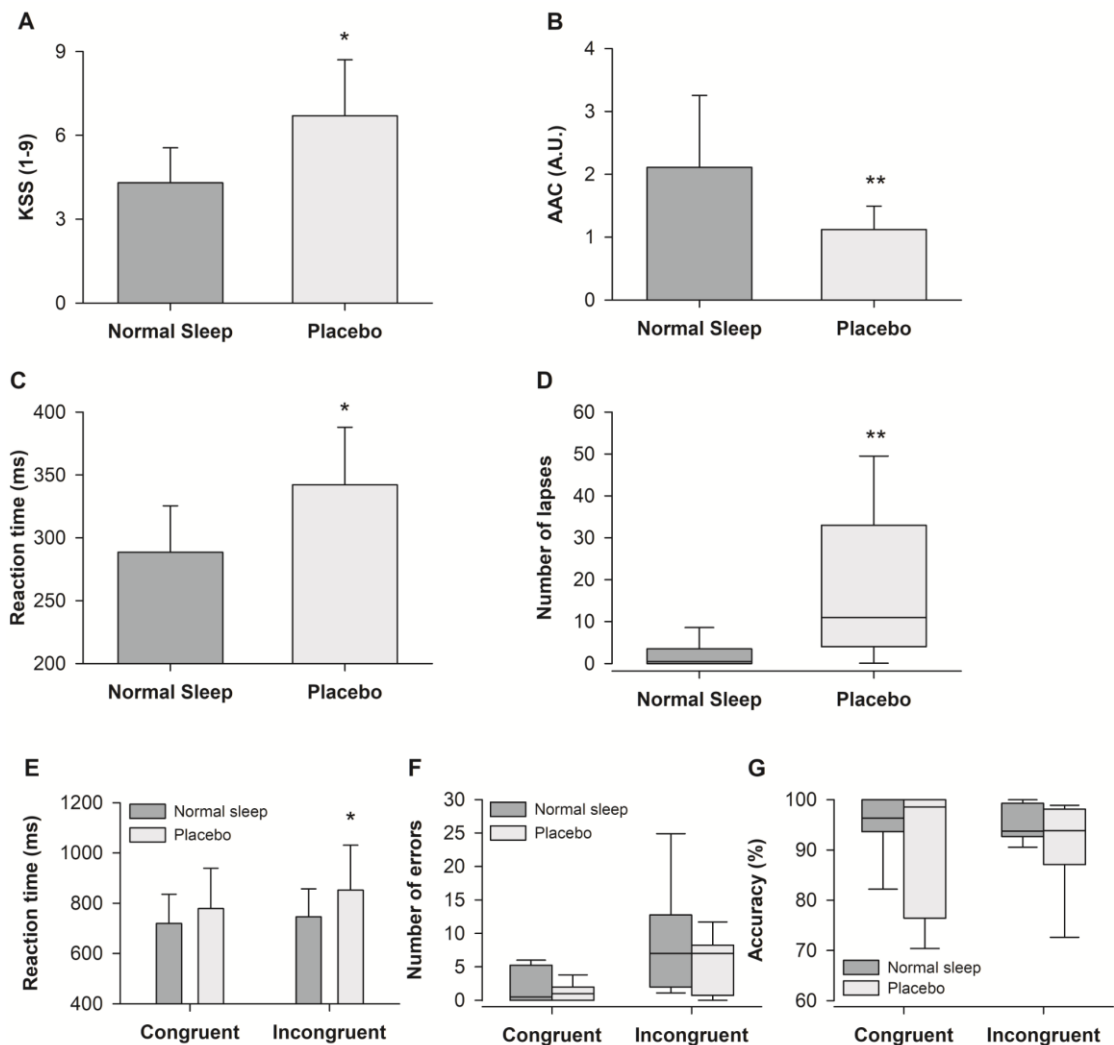 A
KSS (1-9)
9
6
3
0
*
Normal Sleep
Placebo
B
AAC (A.U.)
4
3
2
1
0
**
Normal Sleep
Placebo
C
Reaction time (ms)
400
350
300
250
200
*
Normal Sleep
Placebo
D
Number of lapses
60
50
40
30
20
10
0
**
Normal Sleep
Placebo
E
Reaction time (ms)
1200
1000
800
600
400
Normal sleep
Placebo
*
Congruent
Incongruent
F
Number of errors
30
25
20
15
10
5
0
Normal sleep
Placebo
Congruent
Incongruent
G
Accuracy (%)
100
90
80
70
60
Normal sleep
Placebo
Congruent
Incongruent